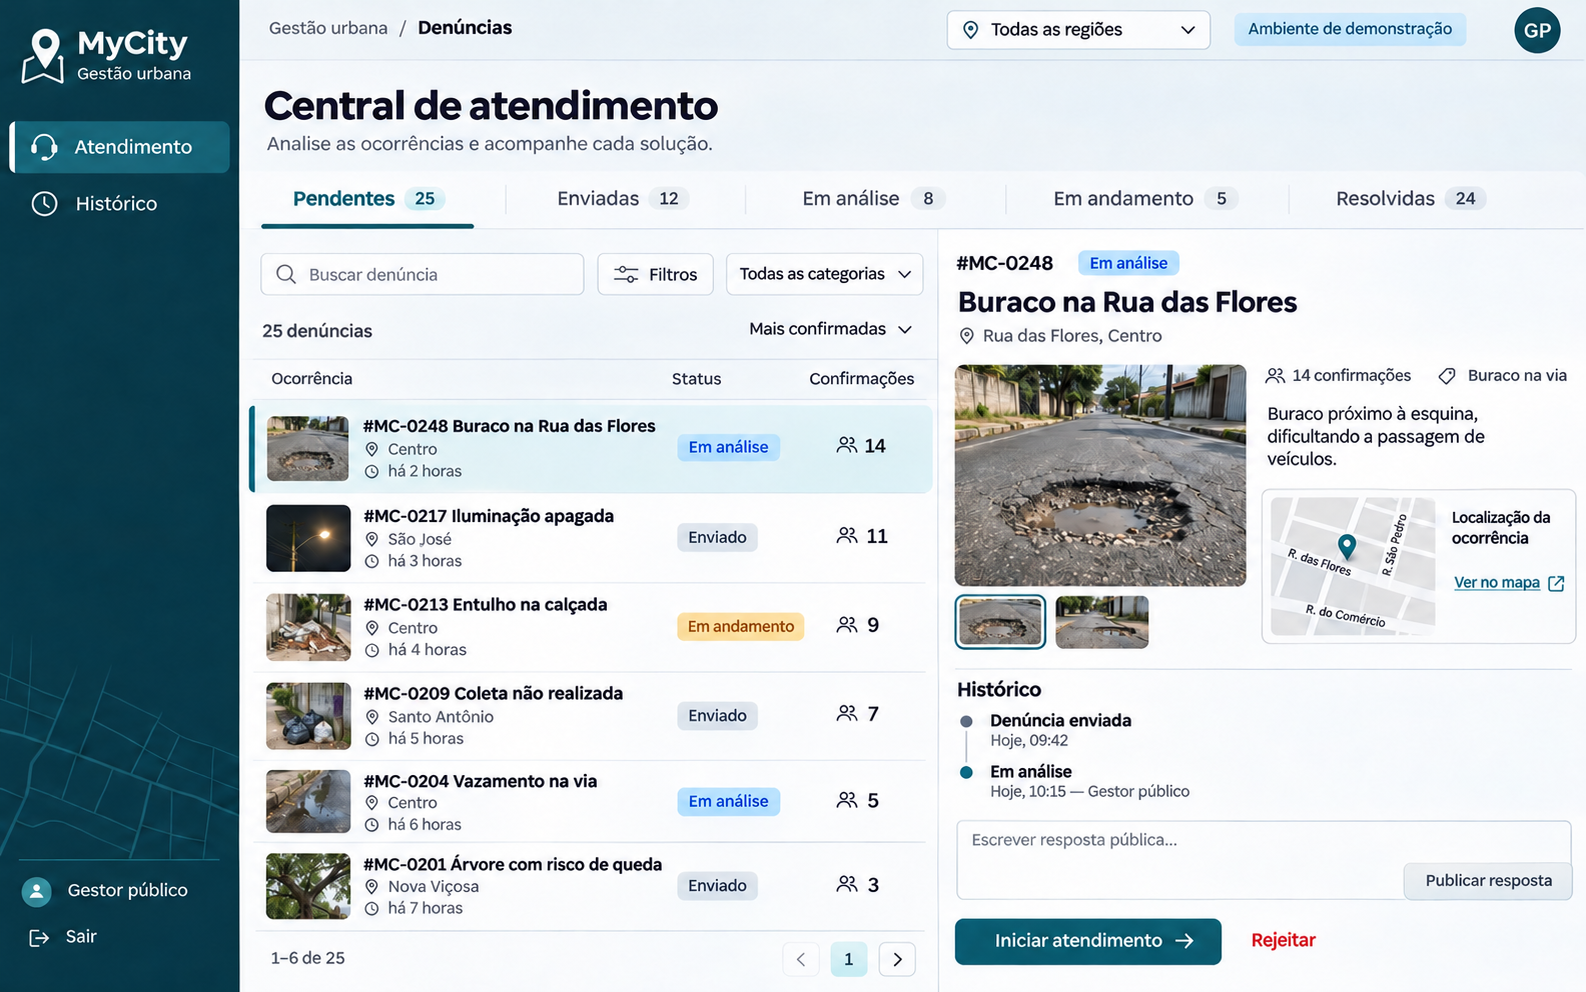 MyCity
Gestão urbana
Atendimento
Histórico
Gestor público
Sair
Gestão urbana / Denúncias
Todas as regiões
Ambiente de demonstração
GP
Central de atendimento
Analise as ocorrências e acompanhe cada solução.
Pendentes 25
Enviadas 12
Em análise 8
Em andamento 5
Resolvidas 24
Buscar denúncia
Filtros
Todas as categorias
25 denúncias
Mais confirmadas
Ocorrência Status Confirmações
#MC-0248 Buraco na Rua das Flores
Centro
há 2 horas
Em análise
14
#MC-0217 Iluminação apagada
São José
há 3 horas
Enviado
11
#MC-0213 Entulho na calçada
Centro
há 4 horas
Em andamento
9
#MC-0209 Coleta não realizada
Santo Antônio
há 5 horas
Enviado
7
#MC-0204 Vazamento na via
Centro
há 6 horas
Em análise
5
#MC-0201 Árvore com risco de queda
Nova Viçosa
há 7 horas
Enviado
3
1–6 de 25
1
#MC-0248 Em análise
Buraco na Rua das Flores
Rua das Flores, Centro
14 confirmações
Buraco na via
Buraco próximo à esquina,
dificultando a passagem de
veículos.
R. das Flores
R. São Pedro
R. do Comércio
Localização da
ocorrência
Ver no mapa
Histórico
Denúncia enviada
Hoje, 09:42
Em análise
Hoje, 10:15 — Gestor público
Escrever resposta pública...
Publicar resposta
Iniciar atendimento →
Rejeitar